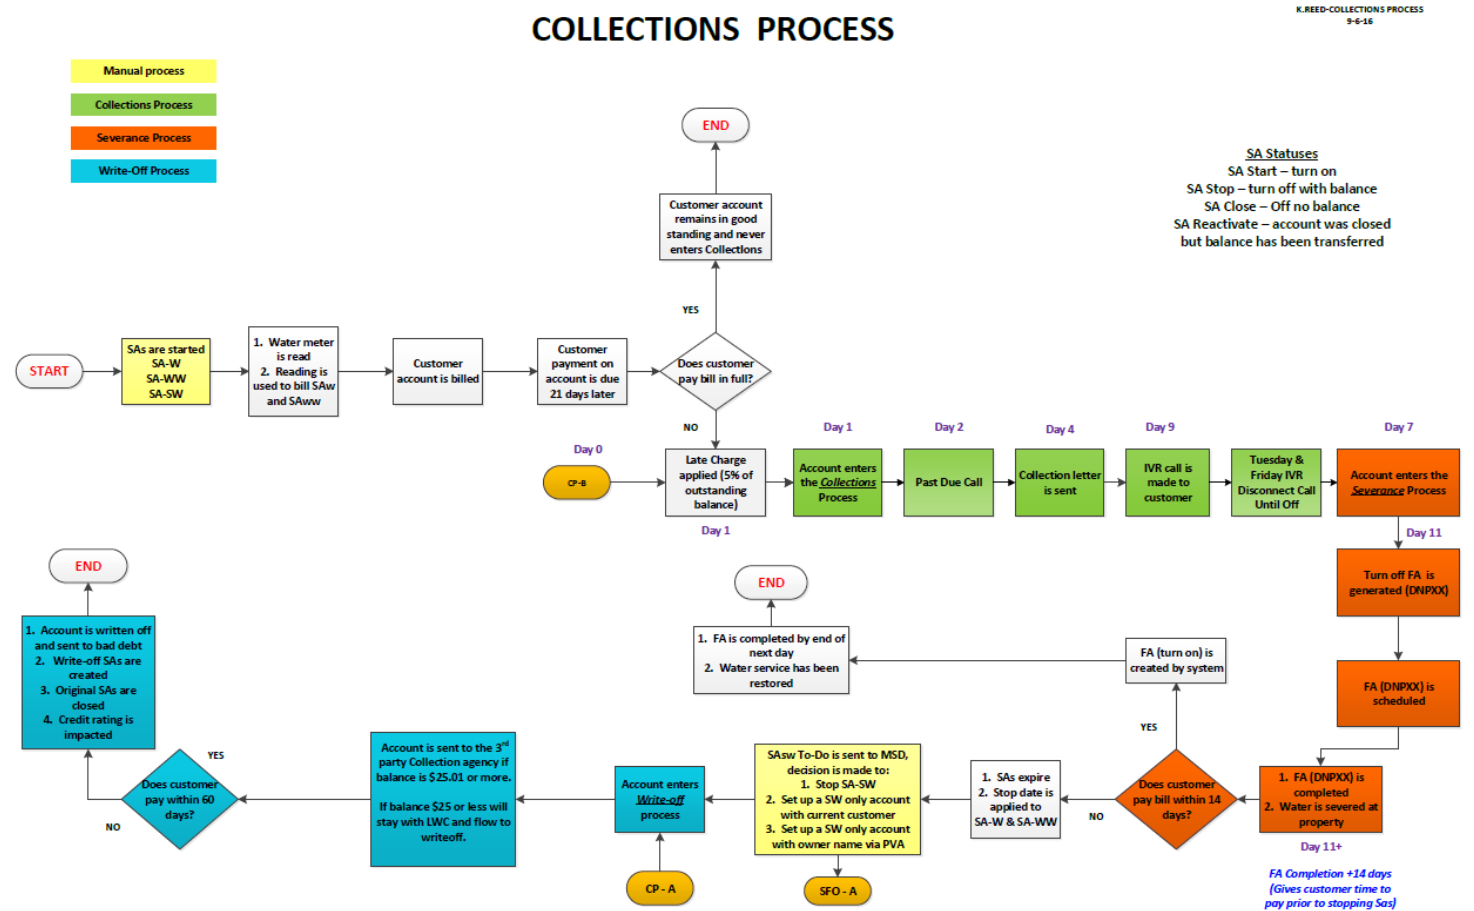 K.REED-COLLECTIONS PROCESS
9-6-16
COLLECTIONS PROCESS
Manual process
Collections Process
Severance Process
Write-Off Process
SA Statuses
SA Start – turn on
SA Stop – turn off with balance
SA Close – Off no balance
SA Reactivate – account was closed
but balance has been transferred
END
Customer account
remains in good
standing and never
enters Collections
YES
START
SAs are started
SA-W
SA-WW
SA-SW
1. Water meter
is read
2. Reading is
used to bill SAw
and SAww
Customer
account is billed
Customer
payment on
account is due
21 days later
Does customer
pay bill in full?
NO
Day 0
CP-B
Late Charge
applied (5% of
outstanding
balance)
Day 1
Day 1
Account enters
the Collections
Process
Day 2
Past Due Call
Day 4
Collection letter
is sent
Day 9
IVR call is
made to
customer
Tuesday &
Friday IVR
Disconnect Call
Until Off
Day 7
Account enters the
Severance Process
Day 11
Turn off FA is
generated (DNPXX)
FA (DNPXX) is
scheduled
1. FA (DNPXX) is
completed
2. Water is severed at
property
Day 11+
FA Completion +14 days
(Gives customer time to
pay prior to stopping Sas)
Does customer
pay bill within 14
days?
YES
FA (turn on) is
created by system
1. FA is completed by end of
next day
2. Water service has been
restored
END
NO
1. SAs expire
2. Stop date is
applied to
SA-W & SA-WW
SAsw To-Do is sent to MSD,
decision is made to:
1. Stop SA-SW
2. Set up a SW only account
with current customer
3. Set up a SW only account
with owner name via PVA
SFO - A
Account enters
Write-off
process
CP - A
Account is sent to the 3rd
party Collection agency if
balance is $25.01 or more.
If balance $25 or less will
stay with LWC and flow to
writeoff.
Does customer
pay within 60
days?
YES
NO
1. Account is written off
and sent to bad debt
2. Write-off SAs are
created
3. Original SAs are
closed
4. Credit rating is
impacted
END